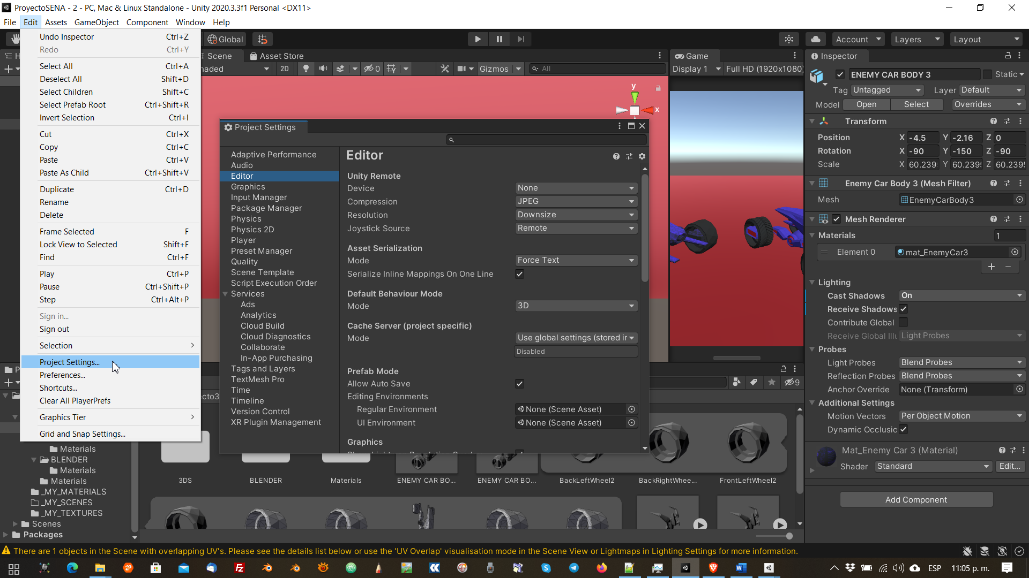 ProyectoSENA - 2 - PC, Mac & Linux Standalone - Unity 2020.3.3f1 Personal <DX11>
File Edit Assets GameObject Component Window Help
Undo Inspector Ctrl+Z
Redo Ctrl+Y
Select All Ctrl+A
Deselect All Shift+D
Select Children Shift+C
Select Prefab Root Ctrl+Shift+R
Invert Selection Ctrl+I
Cut Ctrl+X
Copy Ctrl+C
Paste Ctrl+V
Paste As Child Ctrl+Shift+V
Duplicate Ctrl+D
Rename
Delete
Frame Selected F
Lock View to Selected Shift+F
Find Ctrl+F
Play Ctrl+P
Pause Ctrl+Shift+P
Step Ctrl+Alt+P
Sign in...
Sign out
Selection
Project Settings...
Preferences...
Shortcuts...
Clear All PlayerPrefs
Graphics Tier
Grid and Snap Settings...
Materials
BLENDER
Materials
Materials
_MY_MATERIALS
_MY_SCENES
_MY_TEXTURES
Scenes
Packages
Global
Account Layers Layout
Scene Asset Store
2D Gizmos All
y
x
Game
Display 1 Full HD (1920x1080
Project Settings
Adaptive Performance
Audio
Editor
Graphics
Input Manager
Package Manager
Physics
Physics 2D
Player
Preset Manager
Quality
Scene Template
Script Execution Order
Services
Ads
Analytics
Cloud Build
Cloud Diagnostics
Collaborate
In-App Purchasing
Tags and Layers
TextMesh Pro
Time
Timeline
Version Control
XR Plugin Management
Editor
Unity Remote
Device None
Compression JPEG
Resolution Downsize
Joystick Source Remote
Asset Serialization
Mode Force Text
Serialize Inline Mappings On One Line
Default Behaviour Mode
Mode 3D
Cache Server (project specific)
Mode Use global settings (stored in
Disabled
Prefab Mode
Allow Auto Save
Editing Environments
Regular Environment None (Scene Asset)
UI Environment None (Scene Asset)
Graphics
3DS BLENDER Materials ENEMY CAR BO... ENEMY CAR BO... BackLeftWheel2 BackRightWhee... FrontLeftWheel2
Inspector
ENEMY CAR BODY 3 Static
Tag Untagged Layer Default
Model Open Select Overrides
Transform
Position X -4.5 Y -2.16 Z 0
Rotation X -90 Y -150 Z -90
Scale X 60.239 Y 60.239 Z 60.239
Enemy Car Body 3 (Mesh Filter)
Mesh EnemyCarBody3
Mesh Renderer
Materials 1
Element 0 mat_EnemyCar3
Lighting
Cast Shadows On
Receive Shadows
Contribute Global
Receive Global Illu Light Probes
Probes
Light Probes Blend Probes
Reflection Probes Blend Probes
Anchor Override None (Transform)
Additional Settings
Motion Vectors Per Object Motion
Dynamic Occlusic
Mat_Enemy Car 3 (Material)
Shader Standard Edit...
Add Component
There are 1 objects in the Scene with overlapping UV's. Please see the details list below or use the 'UV Overlap' visualisation mode in the Scene View or Lightmaps in Lighting Settings for more information.
ESP 11:05 p. m.